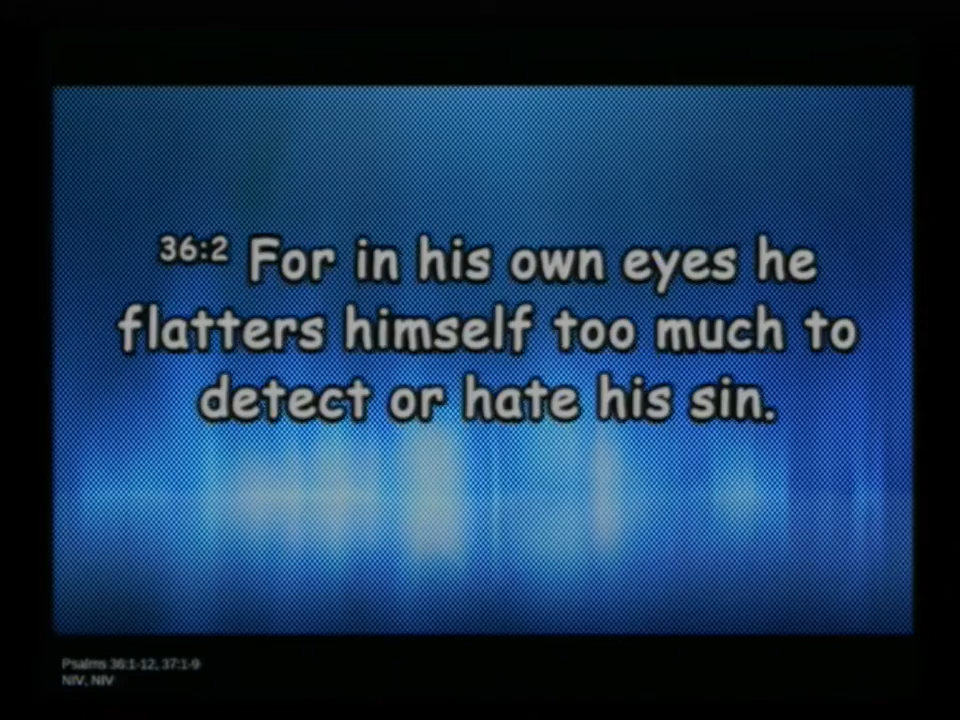 36:2 For in his own eyes he
flatters himself too much to
detect or hate his sin.
Psalms 36:1-12, 37:1-9
NIV, NIV